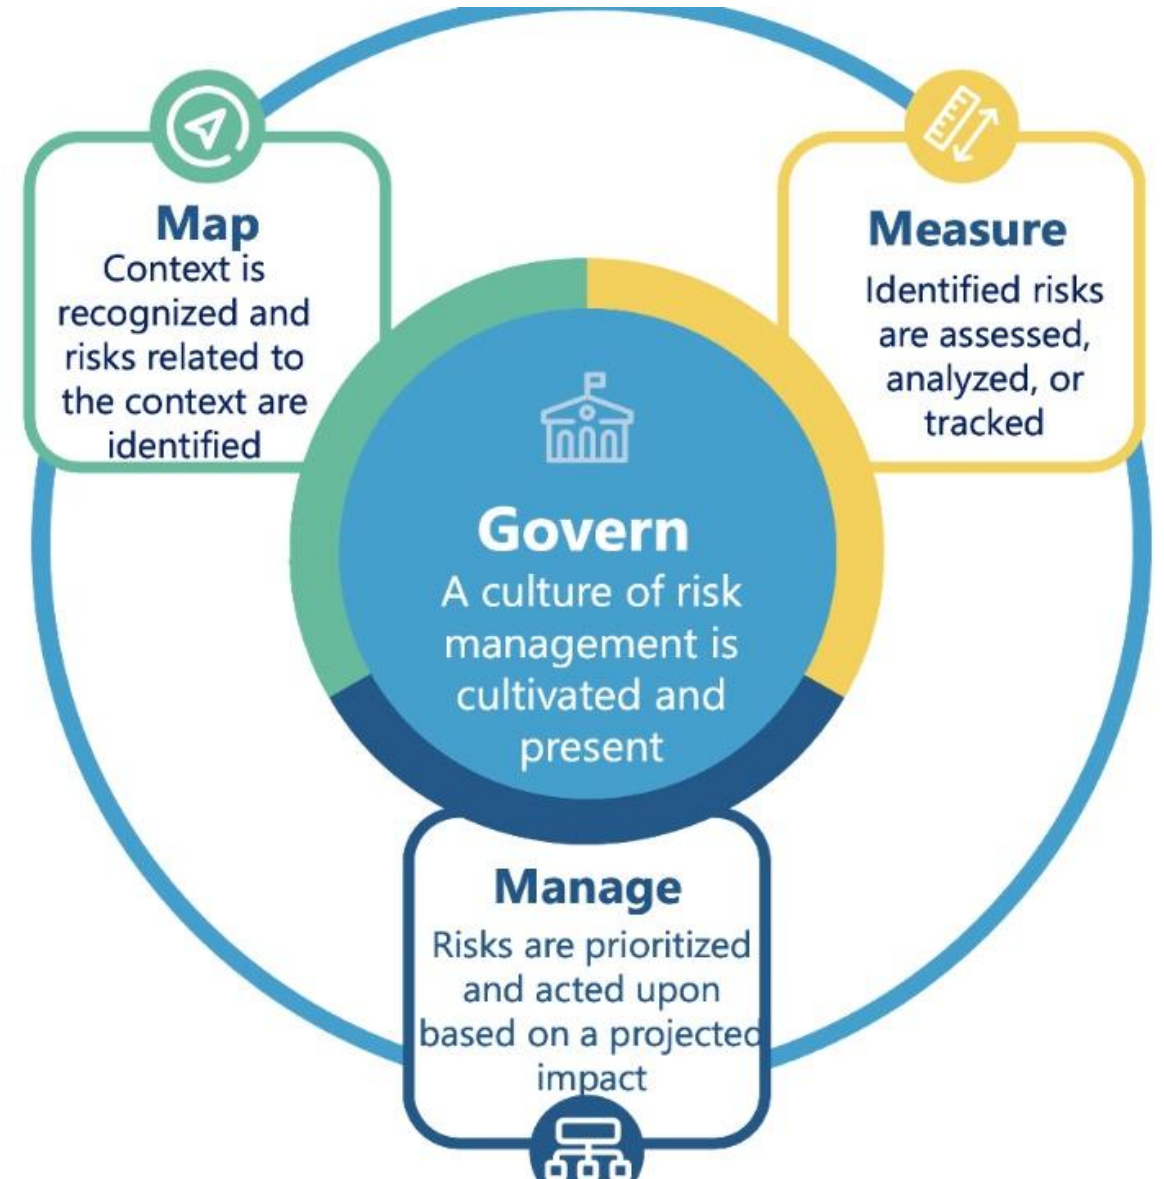 Map
Context is
recognized and
risks related to
the context are
identified
Measure
Identified risks
are assessed,
analyzed, or
tracked
Govern
A culture of risk
management is
cultivated and
present
Manage
Risks are prioritized
and acted upon
based on a projected
impact